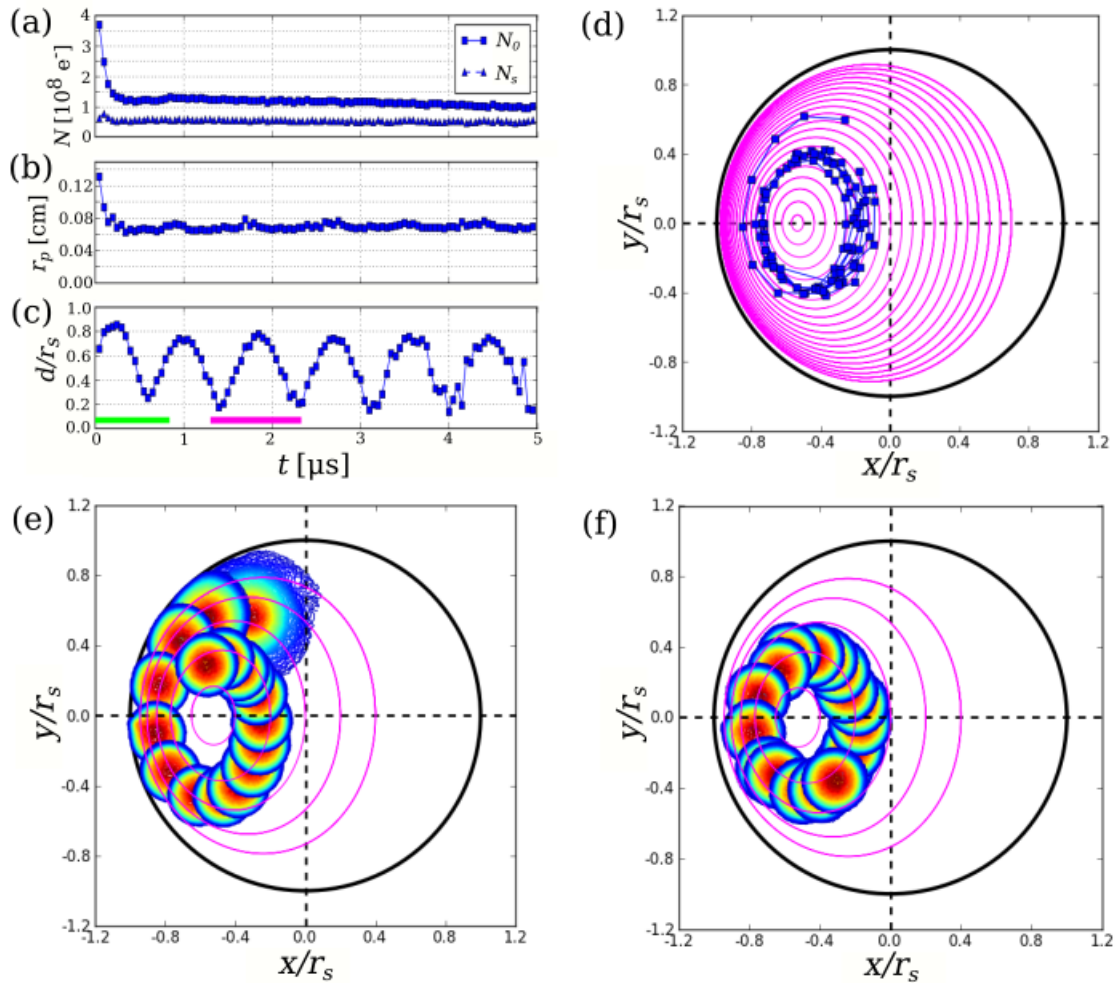 (a)
4
3
2
1
0
N [10⁸ e⁻]
N₀
Nₛ
(b)
0.12
0.08
0.04
0.00
rₚ [cm]
(c)
1.0
0.8
0.6
0.4
0.2
0.0
d/rₛ
0 1 2 3 4 5
t [μs]
(d)
1.2
0.8
0.4
0.0
-0.4
-0.8
-1.2
y/rₛ
-1.2 -0.8 -0.4 0.0 0.4 0.8 1.2
x/rₛ
(e)
1.2
0.8
0.4
0.0
-0.4
-0.8
-1.2
y/rₛ
-1.2 -0.8 -0.4 0.0 0.4 0.8 1.2
x/rₛ
(f)
1.2
0.8
0.4
0.0
-0.4
-0.8
-1.2
y/rₛ
-1.2 -0.8 -0.4 0.0 0.4 0.8 1.2
x/rₛ